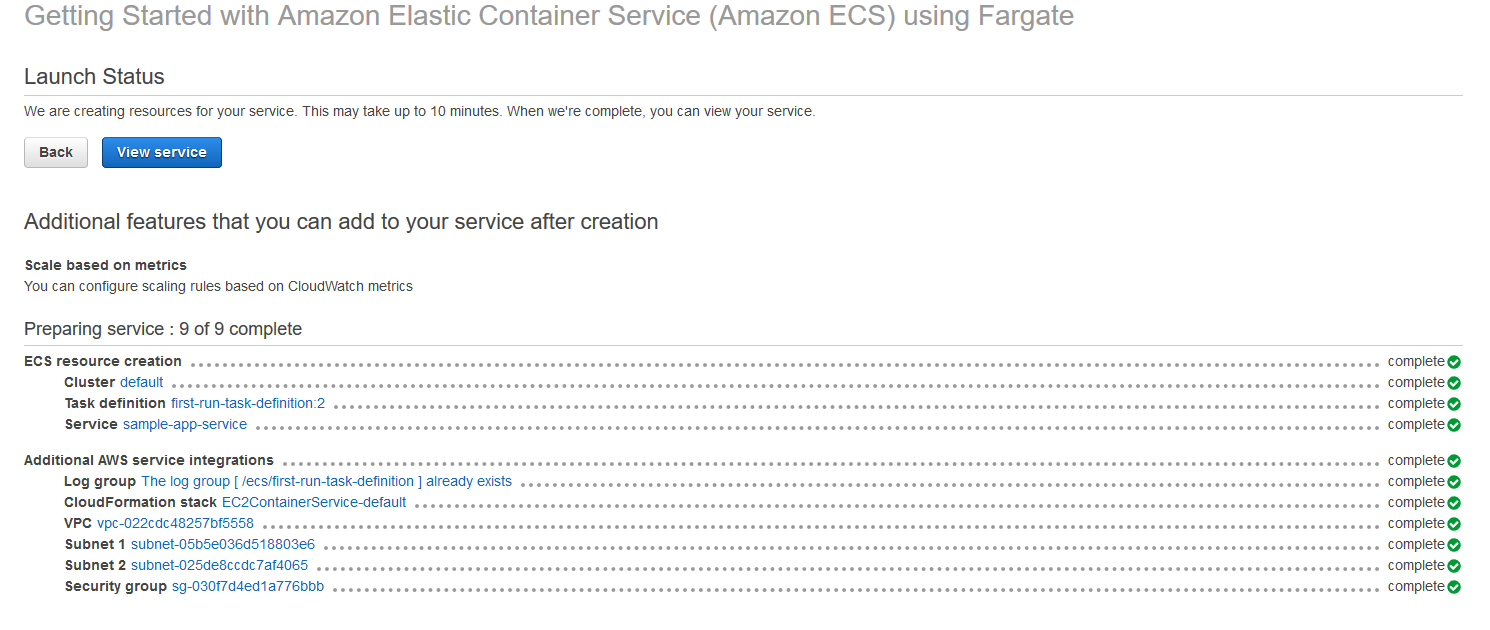 Getting Started with Amazon Elastic Container Service (Amazon ECS) using Fargate
Launch Status
We are creating resources for your service. This may take up to 10 minutes. When we're complete, you can view your service.
Back View service
Additional features that you can add to your service after creation
Scale based on metrics
You can configure scaling rules based on CloudWatch metrics
Preparing service : 9 of 9 complete
ECS resource creation complete
Cluster default complete
Task definition first-run-task-definition:2 complete
Service sample-app-service complete
Additional AWS service integrations complete
Log group The log group [ /ecs/first-run-task-definition ] already exists complete
CloudFormation stack EC2ContainerService-default complete
VPC vpc-022cdc48257bf5558 complete
Subnet 1 subnet-05b5e036d518803e6 complete
Subnet 2 subnet-025de8ccdc7af4065 complete
Security group sg-030f7d4ed1a776bbb complete